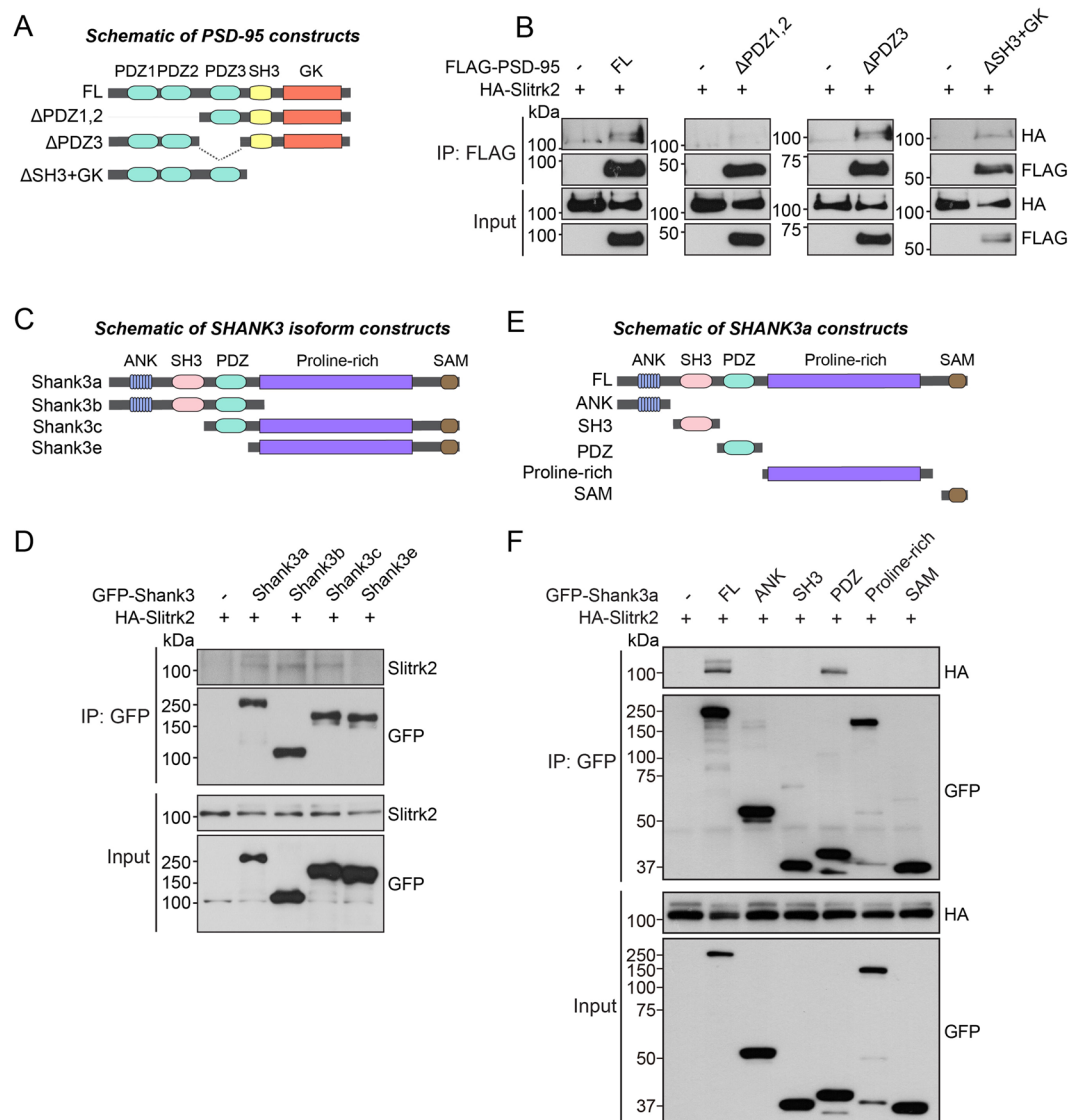 A
Schematic of PSD-95 constructs
PDZ1 PDZ2 PDZ3 SH3 GK
FL
ΔPDZ1,2
ΔPDZ3
ΔSH3+GK
B
FLAG-PSD-95 - FL - ΔPDZ1,2 - ΔPDZ3 - ΔSH3+GK
HA-Slitrk2 + + + + + + + +
kDa
IP: FLAG
100 100 100 100 HA
100 50 75 50 FLAG
Input
100 100 100 100 HA
100 50 75 50 FLAG
C
Schematic of SHANK3 isoform constructs
ANK SH3 PDZ Proline-rich SAM
Shank3a
Shank3b
Shank3c
Shank3e
E
Schematic of SHANK3a constructs
ANK SH3 PDZ Proline-rich SAM
FL
ANK
SH3
PDZ
Proline-rich
SAM
D
GFP-Shank3 - Shank3a Shank3b Shank3c Shank3e
HA-Slitrk2 + + + + +
kDa
IP: GFP
100 Slitrk2
250
150 GFP
100
Input
100 Slitrk2
250
150 GFP
100
F
GFP-Shank3a - FL ANK SH3 PDZ Proline-rich SAM
HA-Slitrk2 + + + + + + +
kDa
IP: GFP
100 HA
250
150
100
75
GFP
50
37
Input
100 HA
250
150
100
75
GFP
50
37